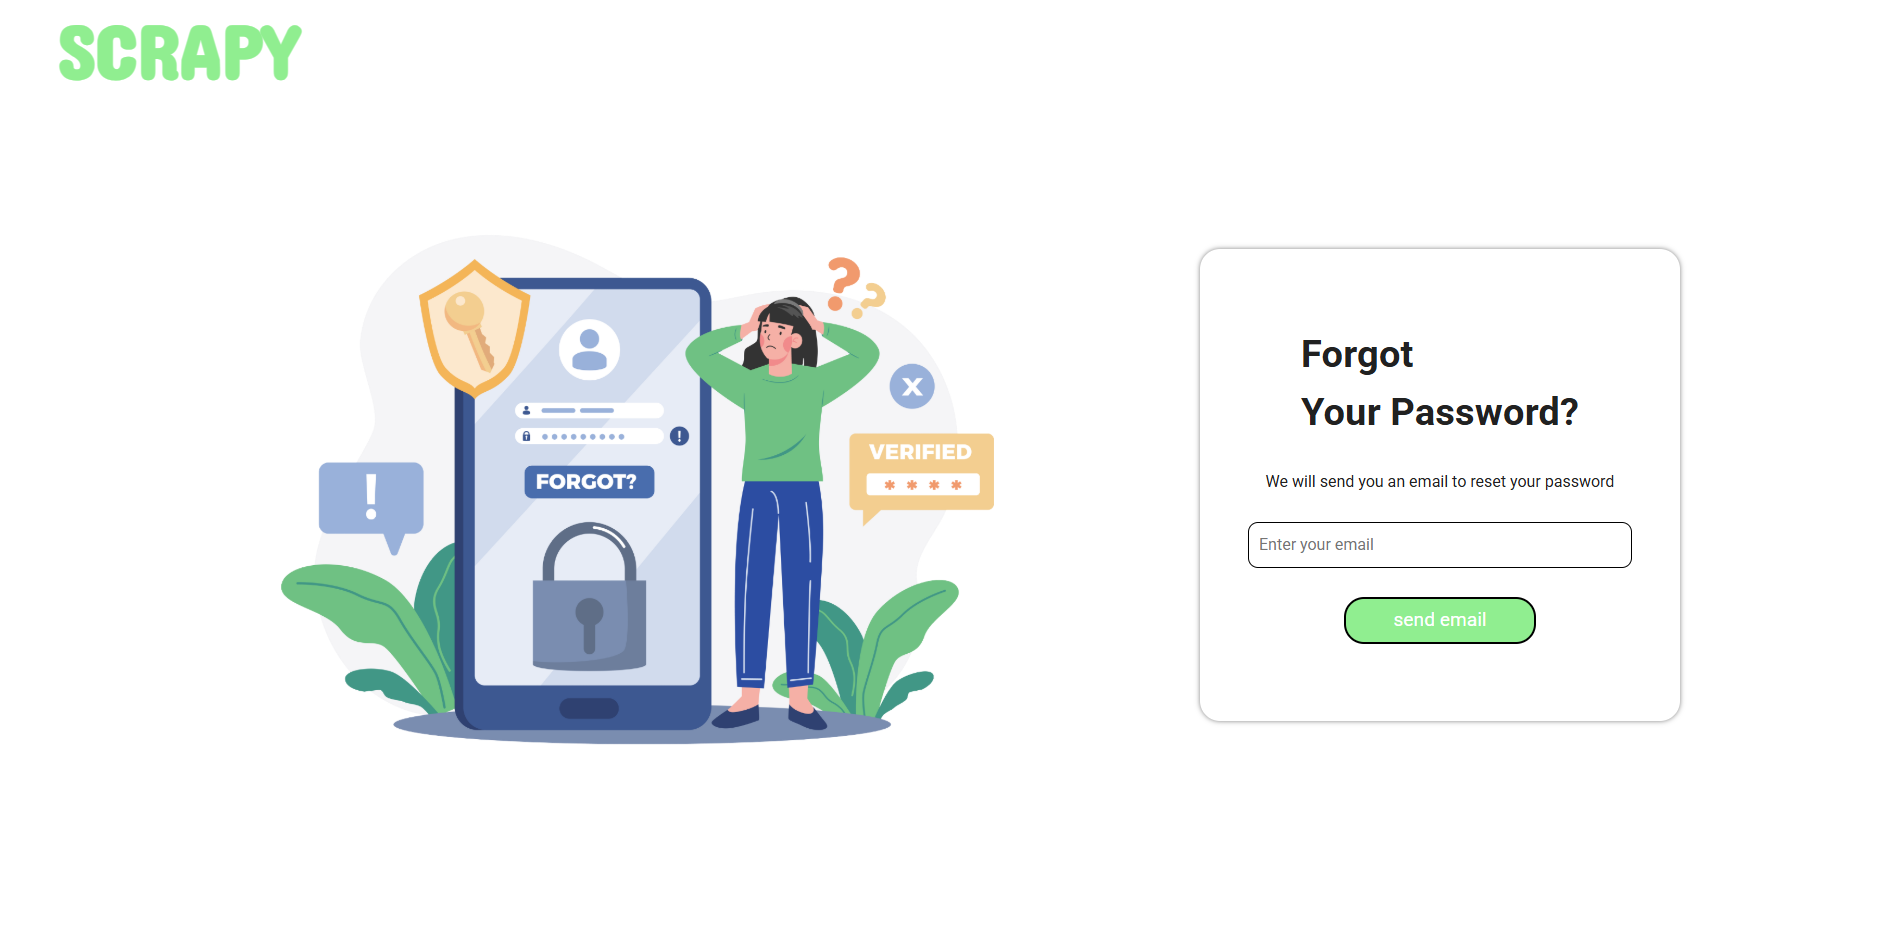 SCRAPY
FORGOT?
VERIFIED
* * * *
Forgot
Your Password?
We will send you an email to reset your password
Enter your email
send email